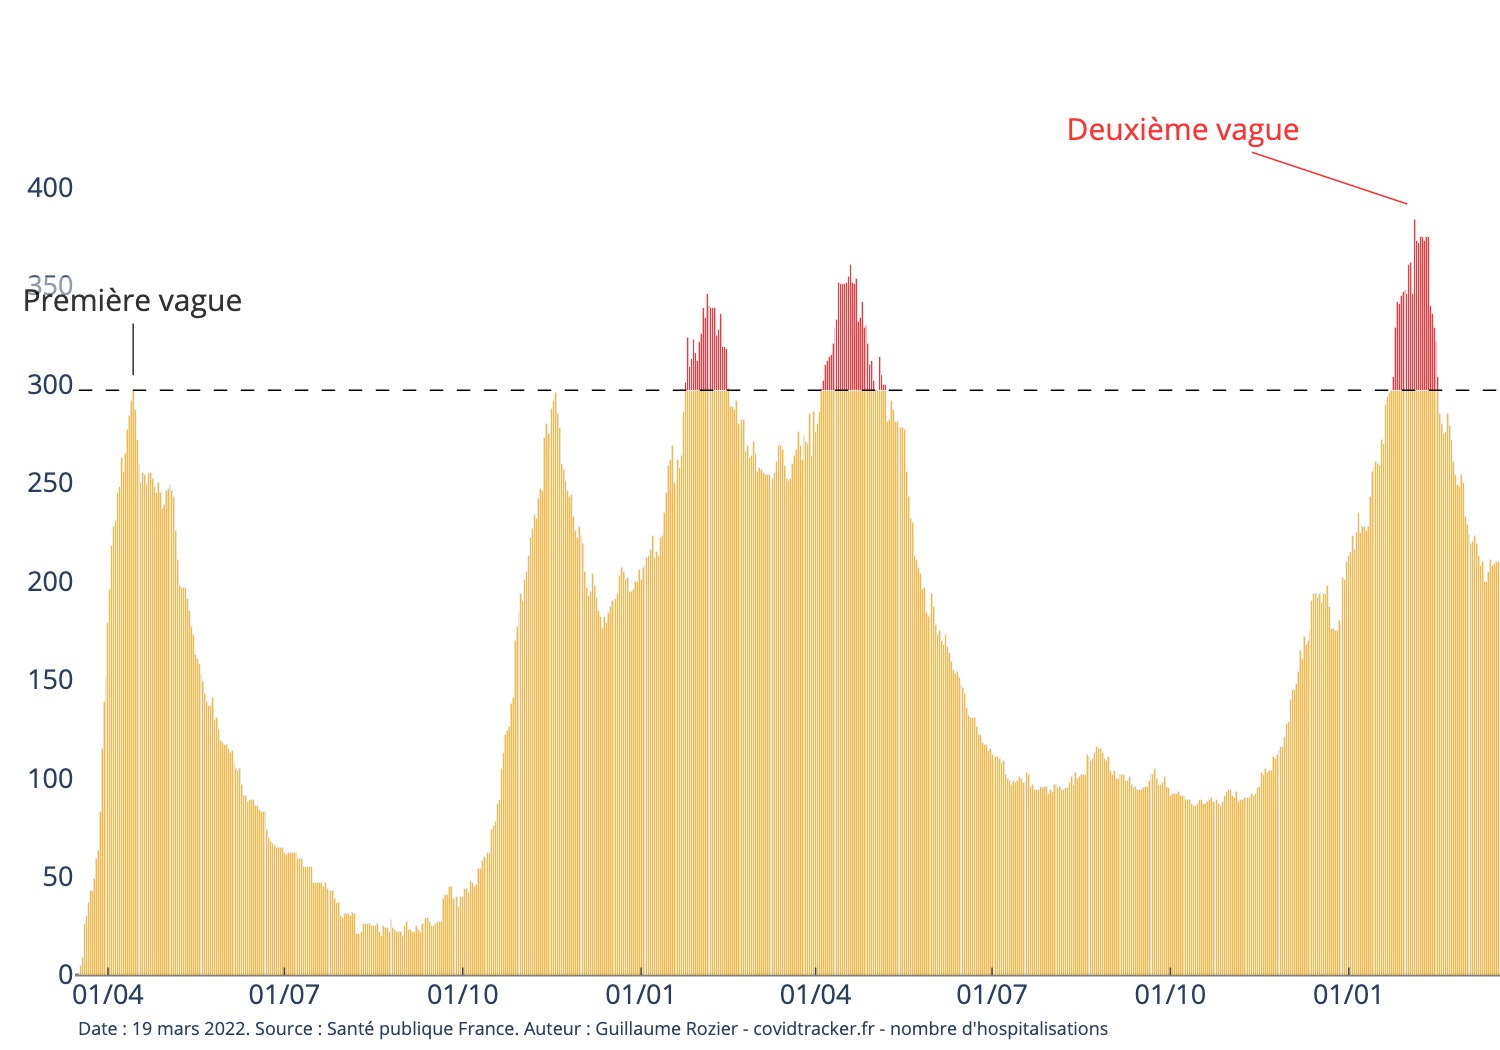 Deuxième vague
400
350
Première vague
300
250
200
150
100
50
0
01/04 01/07 01/10 01/01 01/04 01/07 01/10 01/01
Date : 19 mars 2022. Source : Santé publique France. Auteur : Guillaume Rozier - covidtracker.fr - nombre d'hospitalisations